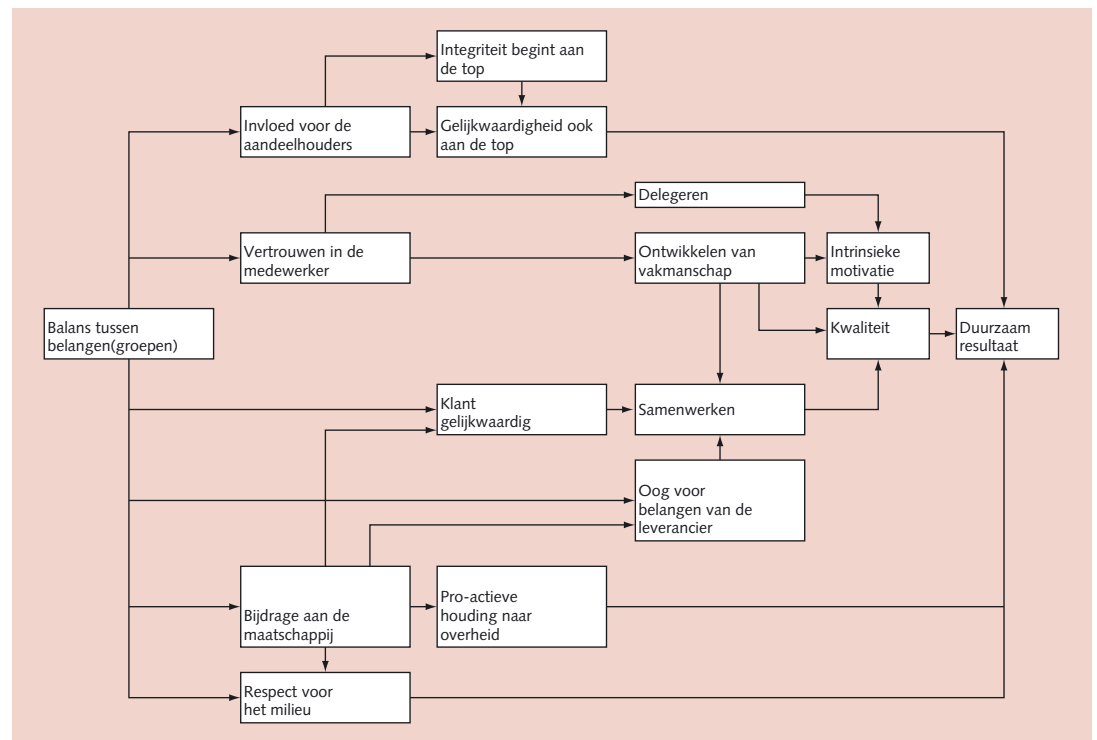 Integriteit begint aan
de top
Invloed voor de
aandeelhouders
Gelijkwaardigheid ook
aan de top
Delegeren
Vertrouwen in de
medewerker
Ontwikkelen van
vakmanschap
Intrinsieke
motivatie
Balans tussen
belangen(groepen)
Kwaliteit
Duurzaam
resultaat
Klant
gelijkwaardig
Samenwerken
Oog voor
belangen van de
leverancier
Bijdrage aan de
maatschappij
Pro-actieve
houding naar
overheid
Respect voor
het milieu